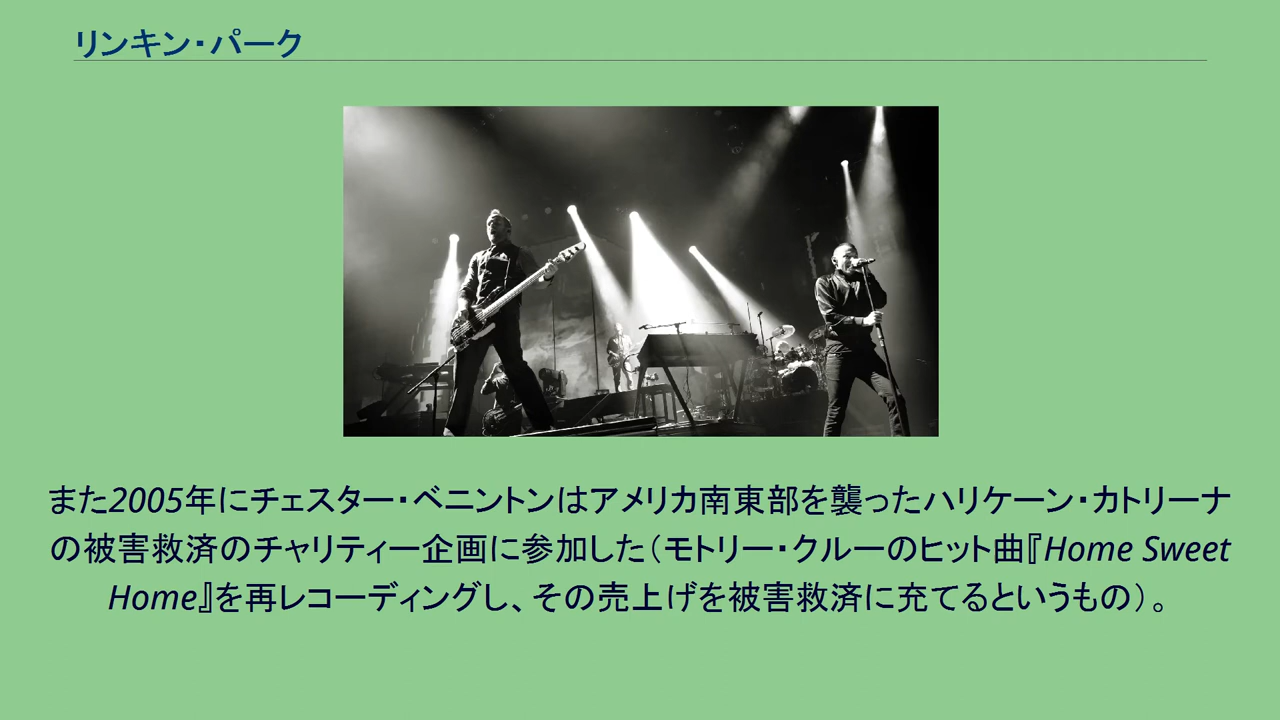 リンキン・パーク
また2005年にチェスター・ベニントンはアメリカ南東部を襲ったハリケーン・カトリーナ
の被害救済のチャリティー企画に参加した（モトリー・クルーのヒット曲『Home Sweet
Home』を再レコーディングし、その売上げを被害救済に充てるというもの）。